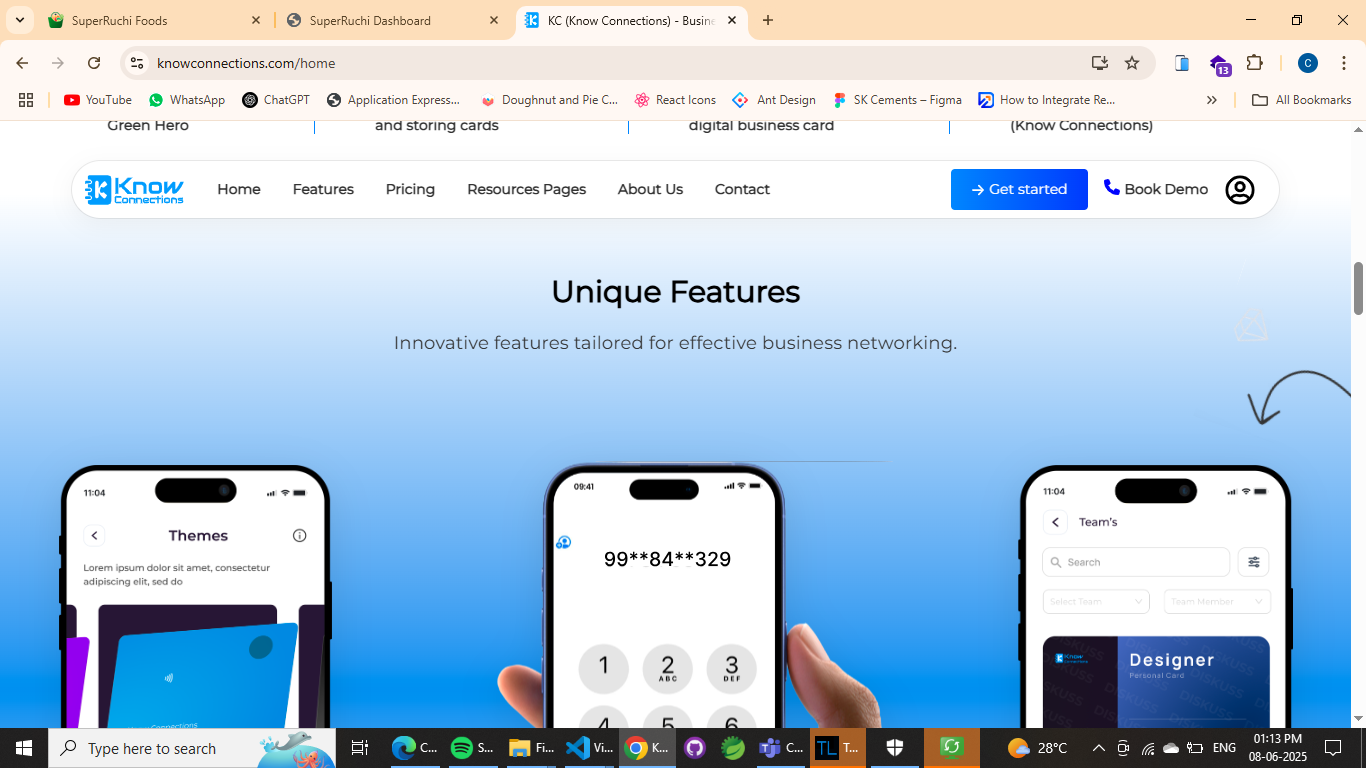 SuperRuchi Foods
SuperRuchi Dashboard
KC (Know Connections) - Busine
knowconnections.com/home
13
C
YouTube
WhatsApp
ChatGPT
Application Express...
Doughnut and Pie C...
React Icons
Ant Design
SK Cements – Figma
How to Integrate Re...
All Bookmarks
Green Hero
and storing cards
digital business card
(Know Connections)
Know Connections
Home
Features
Pricing
Resources Pages
About Us
Contact
Get started
Book Demo
Unique Features
Innovative features tailored for effective business networking.
11:04
Themes
Lorem ipsum dolor sit amet, consectetur
adipiscing elit, sed do
Connections
09:41
99**84**329
1
2
ABC
3
DEF
4
5
6
11:04
Team's
Search
Select Team
Team Member
Know
Connections
Designer
Personal Card
DISKUSS
Type here to search
C...
S...
Fi...
Vi...
K...
C...
TL
T...
28°C
ENG
01:13 PM
08-06-2025